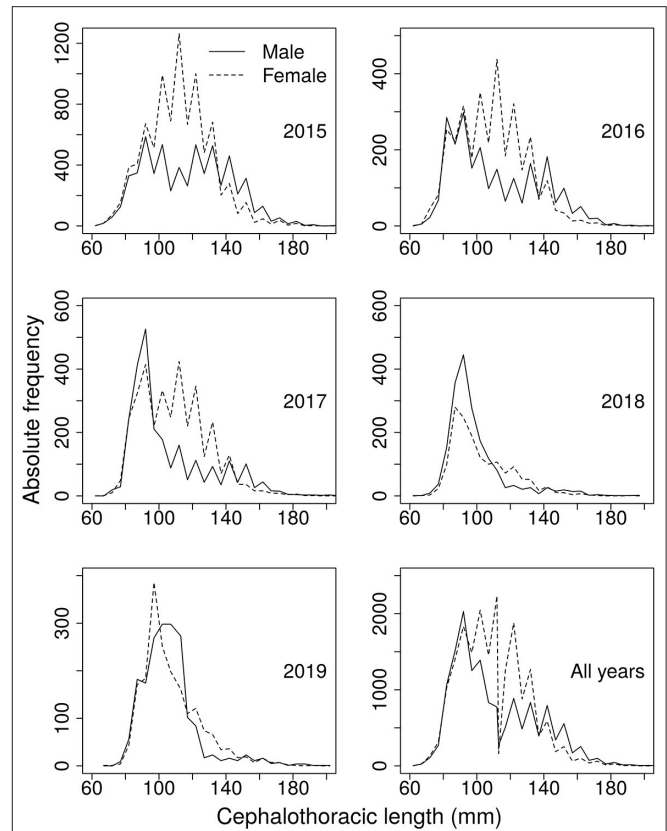 Male
Female
2015
0 400 800 1200
60 100 140 180
2016
0 200 400
60 100 140 180
2017
0 200 400 600
60 100 140 180
2018
0 200 400 600
60 100 140 180
2019
0 100 300
60 100 140 180
All years
0 1000 2000
60 100 140 180
Absolute frequency
Cephalothoracic length (mm)